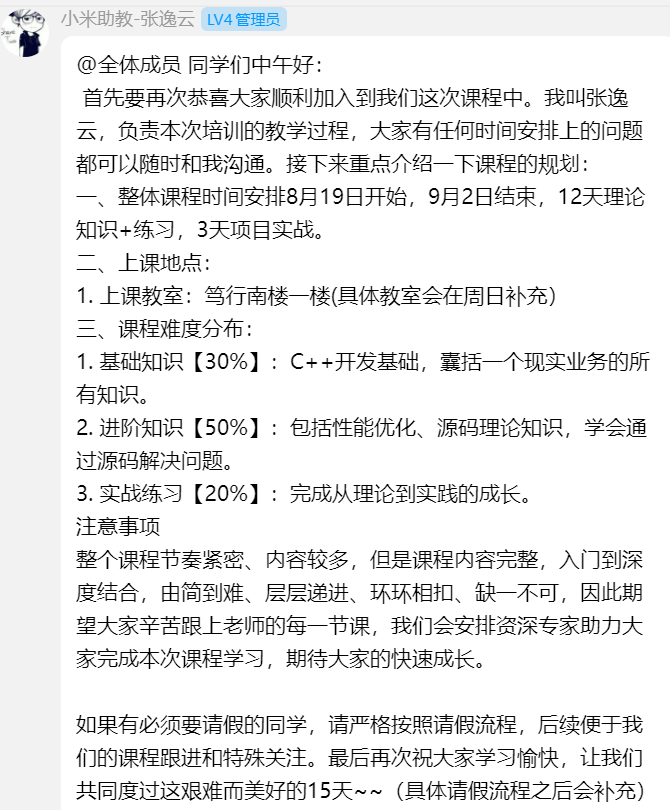 小米助教-张逸云 LV4 管理员
@全体成员 同学们中午好：
首先要再次恭喜大家顺利加入到我们这次课程中。我叫张逸
云，负责本次培训的教学过程，大家有任何时间安排上的问题
都可以随时和我沟通。接下来重点介绍一下课程的规划：
一、整体课程时间安排8月19日开始，9月2日结束，12天理论
知识+练习，3天项目实战。
二、上课地点：
1. 上课教室：笃行南楼一楼(具体教室会在周日补充）
三、课程难度分布：
1. 基础知识【30%】：C++开发基础，囊括一个现实业务的所
有知识。
2. 进阶知识【50%】：包括性能优化、源码理论知识，学会通
过源码解决问题。
3. 实战练习【20%】：完成从理论到实践的成长。
注意事项
整个课程节奏紧密、内容较多，但是课程内容完整，入门到深
度结合，由简到难、层层递进、环环相扣、缺一不可，因此期
望大家辛苦跟上老师的每一节课，我们会安排资深专家助力大
家完成本次课程学习，期待大家的快速成长。
如果有必须要请假的同学，请严格按照请假流程，后续便于我
们的课程跟进和特殊关注。最后再次祝大家学习愉快，让我们
共同度过这艰难而美好的15天~~（具体请假流程之后会补充）